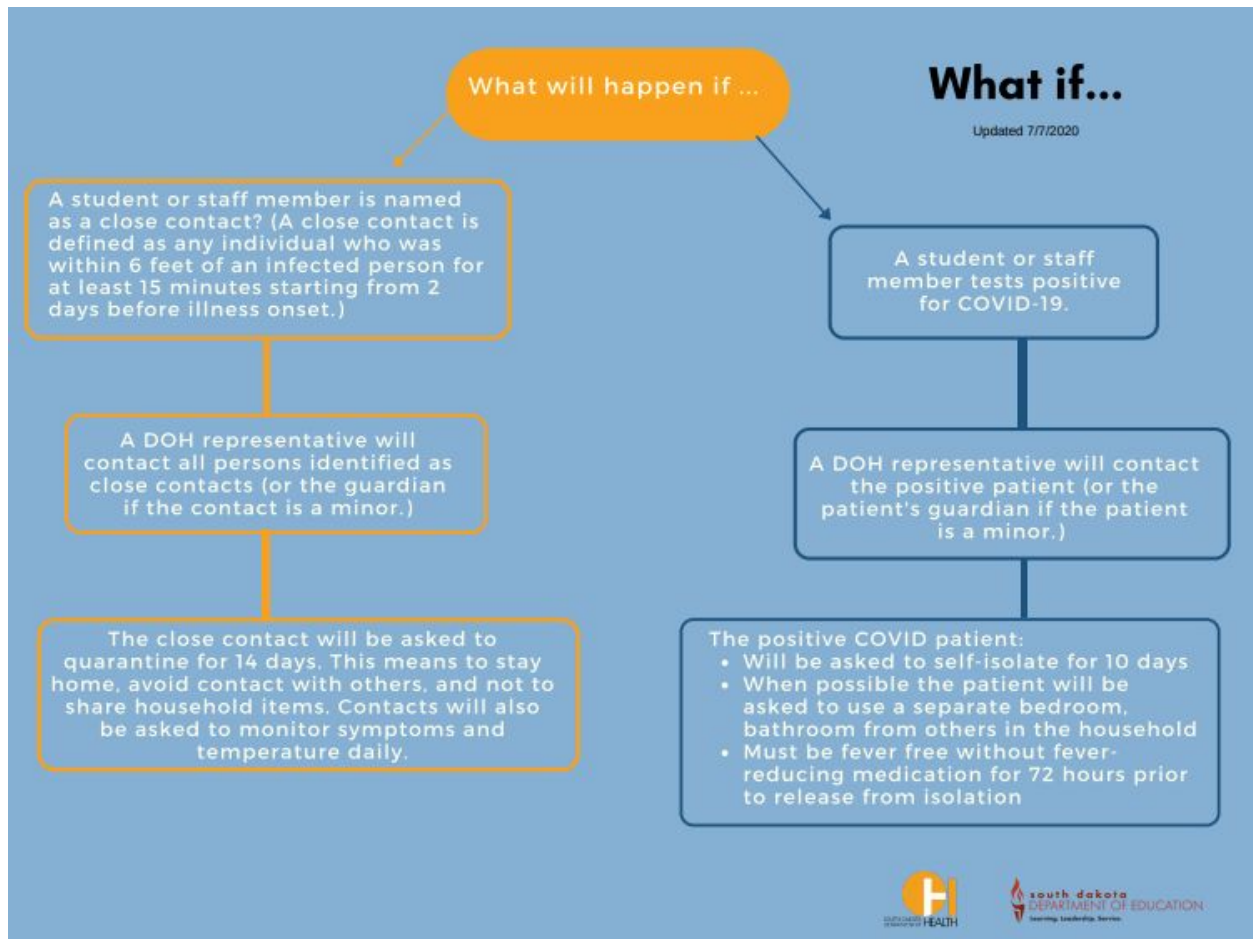 What will happen if ...
What if...
Updated 7/7/2020
A student or staff member is named
as a close contact? (A close contact is
defined as any individual who was
within 6 feet of an infected person for
at least 15 minutes starting from 2
days before illness onset.)
A DOH representative will
contact all persons identified as
close contacts (or the guardian
if the contact is a minor.)
The close contact will be asked to
quarantine for 14 days. This means to stay
home, avoid contact with others, and not to
share household items. Contacts will also
be asked to monitor symptoms and
temperature daily.
A student or staff
member tests positive
for COVID-19.
A DOH representative will contact
the positive patient (or the
patient's guardian if the patient
is a minor.)
The positive COVID patient:
• Will be asked to self-isolate for 10 days
• When possible the patient will be
asked to use a separate bedroom,
bathroom from others in the household
• Must be fever free without fever-
reducing medication for 72 hours prior
to release from isolation
SOUTH DAKOTA
DEPARTMENT OF HEALTH
south dakota
DEPARTMENT OF EDUCATION
Learning. Leadership. Service.